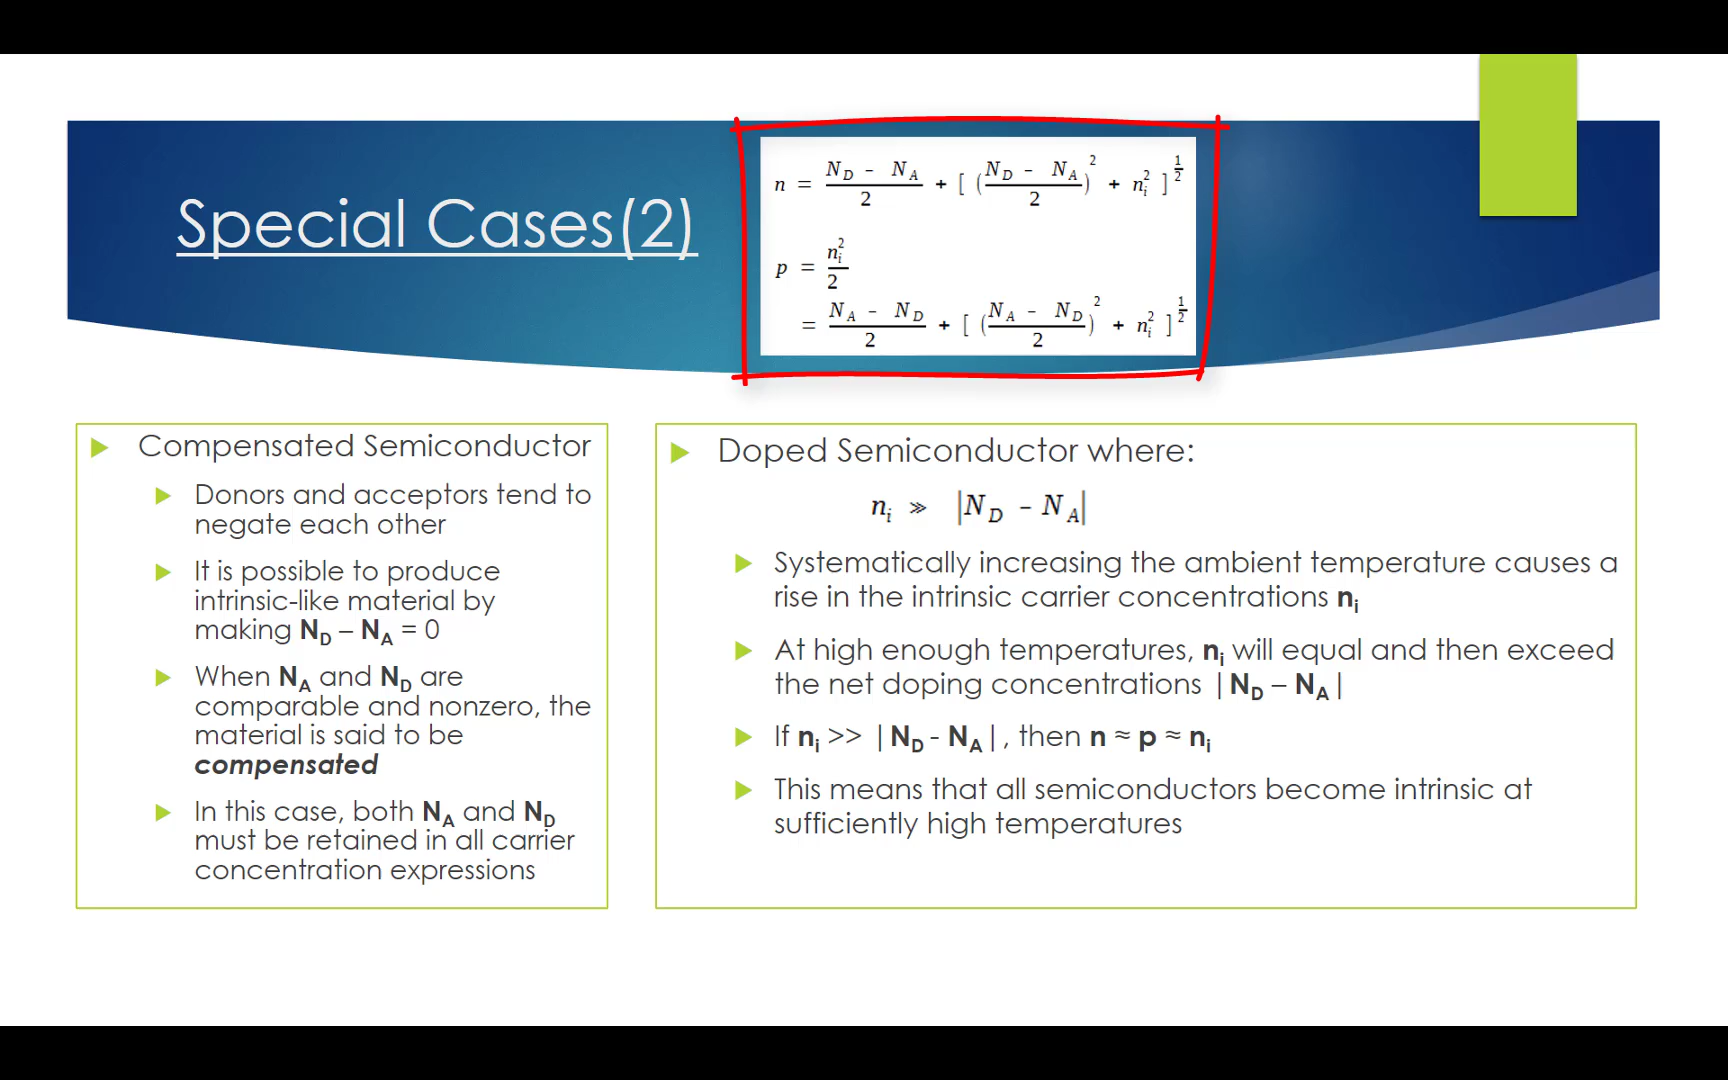 Special Cases(2)
n = (N_D - N_A)/2 + [ ((N_D - N_A)/2)^2 + n_i^2 ]^(1/2)
p = n_i^2/2
= (N_A - N_D)/2 + [ ((N_A - N_D)/2)^2 + n_i^2 ]^(1/2)
Compensated Semiconductor
Donors and acceptors tend to
negate each other
It is possible to produce
intrinsic-like material by
making N_D – N_A = 0
When N_A and N_D are
comparable and nonzero, the
material is said to be
compensated
In this case, both N_A and N_D
must be retained in all carrier
concentration expressions
Doped Semiconductor where:
n_i ≫ |N_D - N_A|
Systematically increasing the ambient temperature causes a
rise in the intrinsic carrier concentrations n_i
At high enough temperatures, n_i will equal and then exceed
the net doping concentrations |N_D – N_A|
If n_i >> |N_D - N_A|, then n ≈ p ≈ n_i
This means that all semiconductors become intrinsic at
sufficiently high temperatures